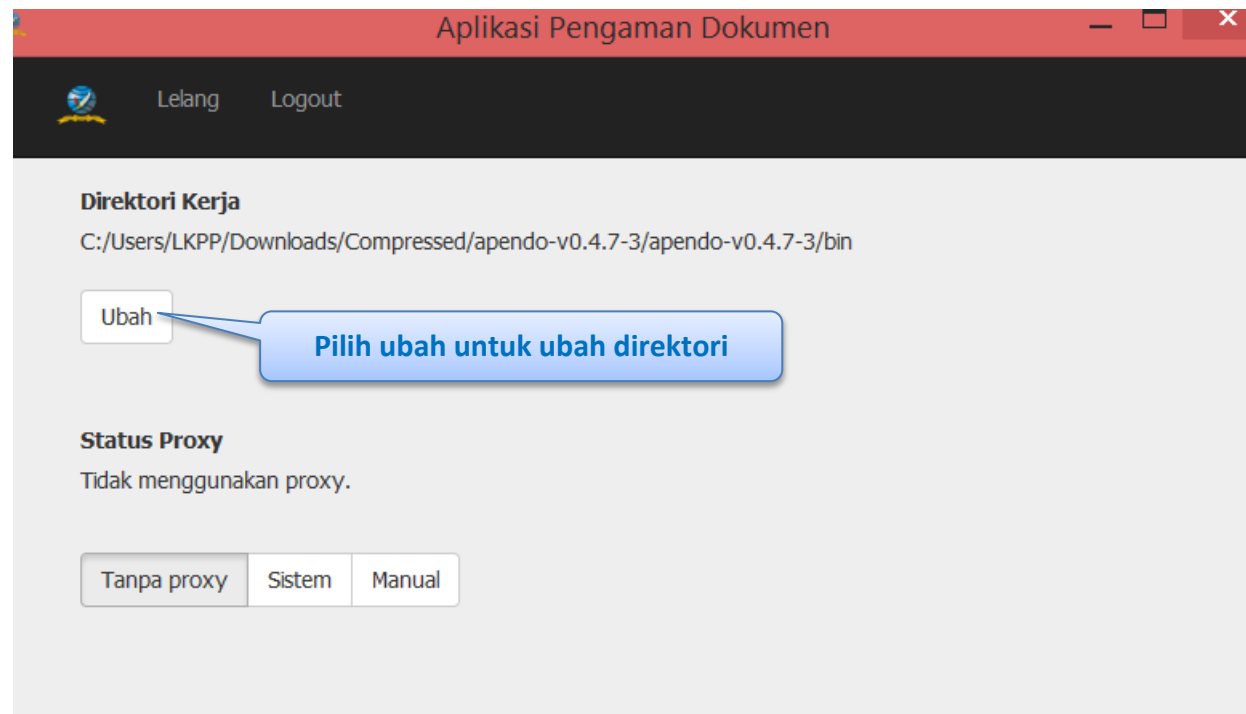 Aplikasi Pengaman Dokumen
Lelang Logout
Direktori Kerja
C:/Users/LKPP/Downloads/Compressed/apendo-v0.4.7-3/apendo-v0.4.7-3/bin
Ubah
Pilih ubah untuk ubah direktori
Status Proxy
Tidak menggunakan proxy.
Tanpa proxy Sistem Manual